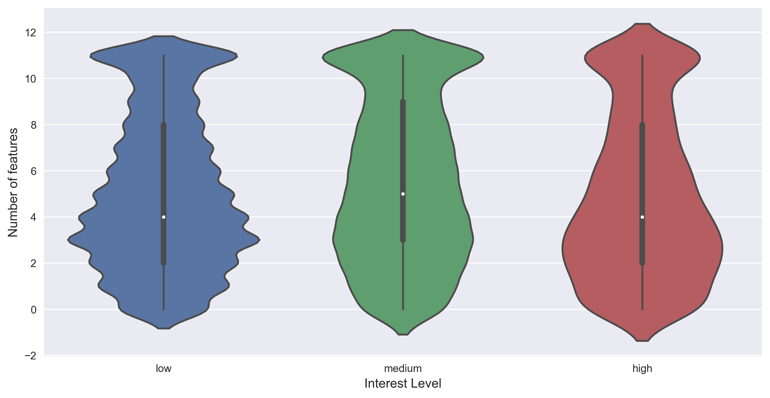 12
10
8
6
4
2
0
−2
Number of features
low medium high
Interest Level